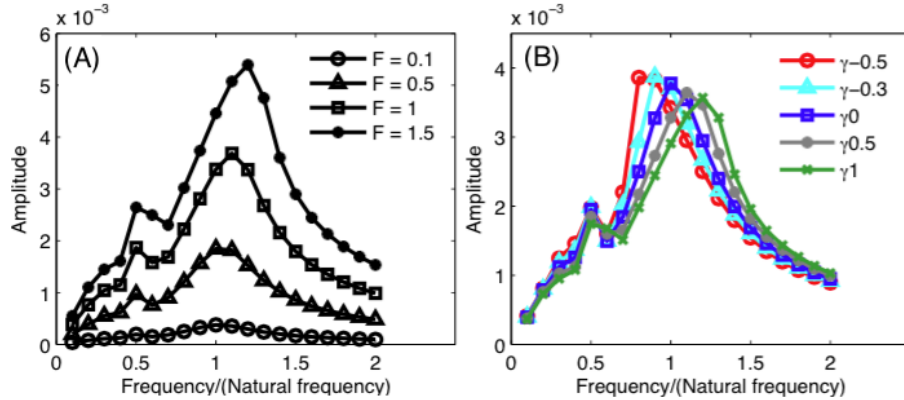 x 10⁻³
(A)
F = 0.1
F = 0.5
F = 1
F = 1.5
Amplitude
6
5
4
3
2
1
0
0 0.5 1 1.5 2
Frequency/(Natural frequency)
x 10⁻³
(B)
γ-0.5
γ-0.3
γ0
γ0.5
γ1
Amplitude
4
3
2
1
0
0 0.5 1 1.5 2
Frequency/(Natural frequency)